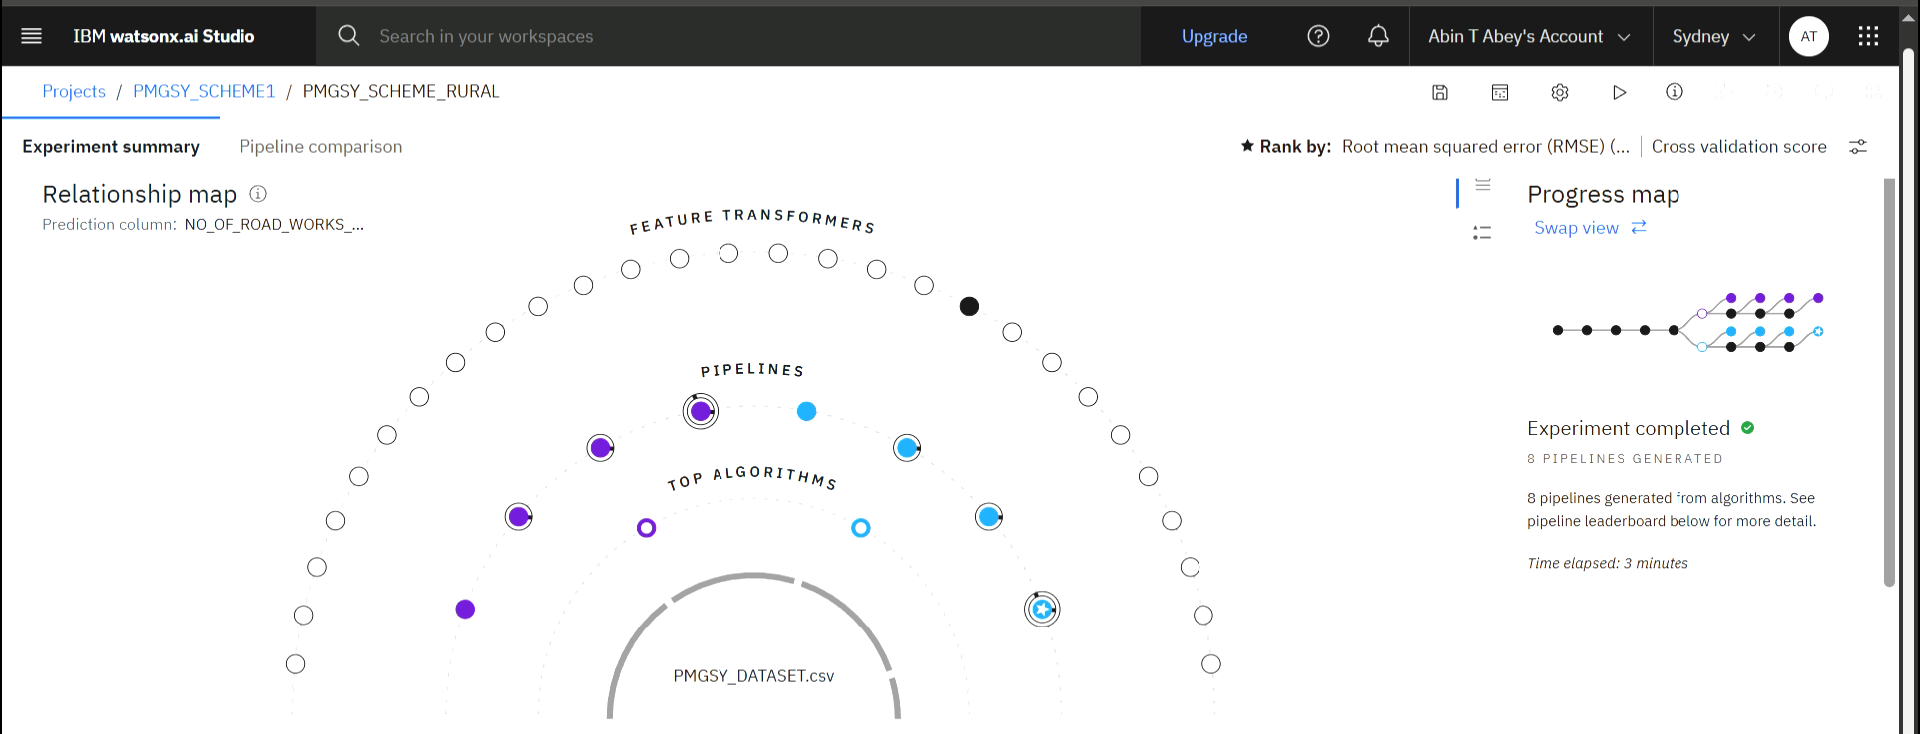 IBM watsonx.ai Studio
Search in your workspaces
Upgrade
Abin T Abey's Account
Sydney
AT
Projects / PMGSY_SCHEME1 / PMGSY_SCHEME_RURAL
Experiment summary
Pipeline comparison
Rank by: Root mean squared error (RMSE) (... | Cross validation score
Relationship map
Prediction column: NO_OF_ROAD_WORKS_...
FEATURE TRANSFORMERS
PIPELINES
TOP ALGORITHMS
PMGSY_DATASET.csv
Progress map
Swap view
Experiment completed
8 PIPELINES GENERATED
8 pipelines generated from algorithms. See
pipeline leaderboard below for more detail.
Time elapsed: 3 minutes